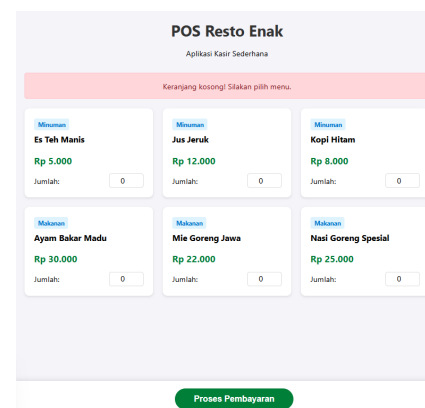 POS Resto Enak
Aplikasi Kasir Sederhana
Keranjang kosong! Silakan pilih menu.
Minuman
Es Teh Manis
Rp 5.000
Jumlah: 0
Minuman
Jus Jeruk
Rp 12.000
Jumlah: 0
Minuman
Kopi Hitam
Rp 8.000
Jumlah: 0
Makanan
Ayam Bakar Madu
Rp 30.000
Jumlah: 0
Makanan
Mie Goreng Jawa
Rp 22.000
Jumlah: 0
Makanan
Nasi Goreng Spesial
Rp 25.000
Jumlah: 0
Proses Pembayaran